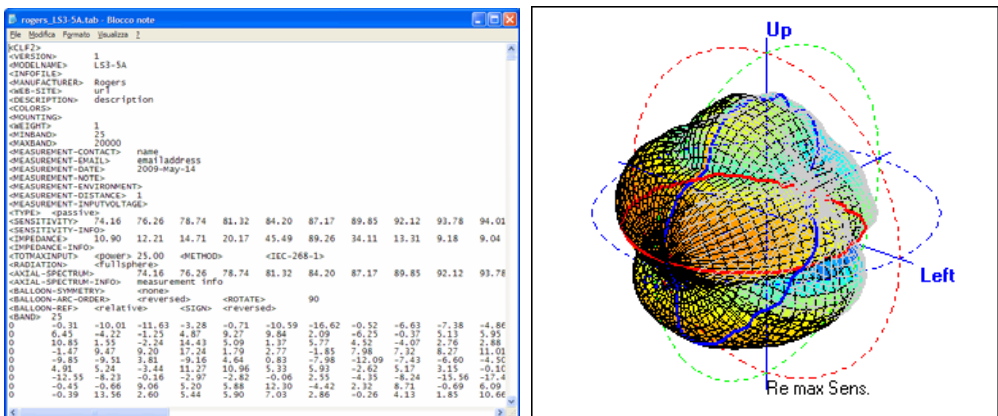 rogers_LS3-5A.tab - Blocco note
File Modifica Formato Visualizza ?
<CLF2>
<VERSION> 1
<MODELNAME> LS3-5A
<INFOFILE>
<MANUFACTURER> Rogers
<WEB-SITE> url
<DESCRIPTION> description
<COLORS>
<MOUNTING>
<WEIGHT> 1
<MINBAND> 25
<MAXBAND> 20000
<MEASUREMENT-CONTACT> name
<MEASUREMENT-EMAIL> emailaddress
<MEASUREMENT-DATE> 2009-May-14
<MEASUREMENT-NOTE>
<MEASUREMENT-ENVIRONMENT>
<MEASUREMENT-DISTANCE> 1
<MEASUREMENT-INPUTVOLTAGE>
<TYPE> <passive>
<SENSITIVITY> 74.16 76.26 78.74 81.32 84.20 87.17 89.85 92.12 93.78 94.01
<SENSITIVITY-INFO>
<IMPEDANCE> 10.90 12.21 14.71 20.17 45.49 89.26 34.11 13.31 9.18 9.04
<IMPEDANCE-INFO>
<TOTMAXINPUT> <power> 25.00 <METHOD> <IEC-268-1>
<RADIATION> <fullsphere>
<AXIAL-SPECTRUM> 74.16 76.26 78.74 81.32 84.20 87.17 89.85 92.12 93.78
<AXIAL-SPECTRUM-INFO> measurement info
<BALLOON-SYMMETRY> <none>
<BALLOON-ARC-ORDER> <reversed> <ROTATE> 90
<BALLOON-REF> <relative> <SIGN> <reversed>
<BAND> 25
0 -0.31 -10.01 -11.63 -3.28 -0.71 -10.59 -16.62 -0.52 -6.63 -7.38 -4.86
0 6.45 -4.22 -1.25 4.87 9.27 9.84 2.09 -6.25 -0.37 5.13 5.95
0 10.85 1.55 -2.24 14.43 5.09 1.37 5.77 4.52 -4.07 2.76 2.88
0 -1.47 9.47 9.20 17.24 1.79 2.77 -1.85 7.98 7.32 8.27 11.01
0 -9.85 -9.51 3.81 -9.16 4.64 0.83 -7.98 -12.09 -7.43 -6.60 -4.50
0 4.91 5.24 -3.44 11.27 10.96 5.33 5.93 -2.62 5.17 3.15 -0.10
0 -12.55 -8.23 -0.16 -2.97 -2.82 -0.06 2.55 -4.35 -8.24 -15.56 -17.4
0 -0.45 -0.66 9.06 5.20 5.88 12.30 -4.42 2.32 8.71 -0.69 6.09
0 -0.39 13.56 2.60 5.44 5.90 7.03 2.86 -0.26 4.13 1.85 10.66
Up
Left
Re max Sens.